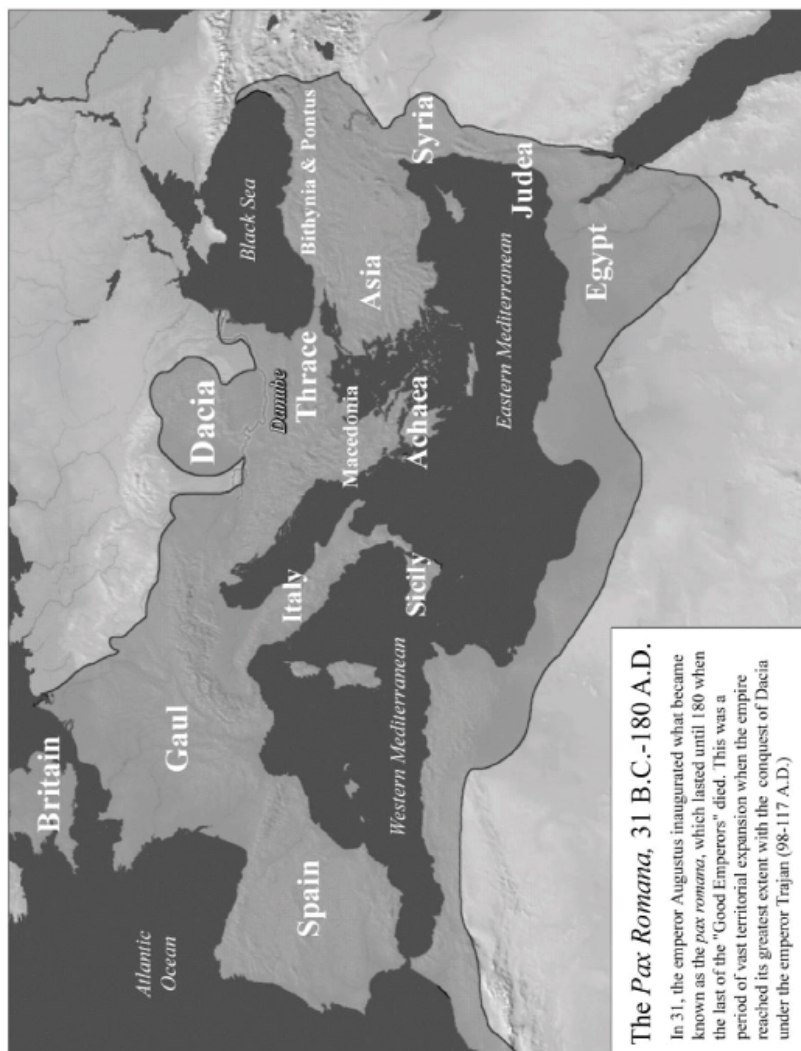 Britain
Atlantic
Ocean
Gaul
Dacia
Danube
Black Sea
Spain
Italy
Thrace
Macedonia
Bithynia & Pontus
Western Mediterranean
Sicily
Achaea
Asia
Syria
Eastern Mediterranean
Judea
Egypt
The Pax Romana, 31 B.C.-180 A.D.
In 31, the emperor Augustus inaugurated what became
known as the pax romana, which lasted until 180 when
the last of the "Good Emperors" died. This was a
period of vast territorial expansion when the empire
reached its greatest extent with the conquest of Dacia
under the emperor Trajan (98-117 A.D.)